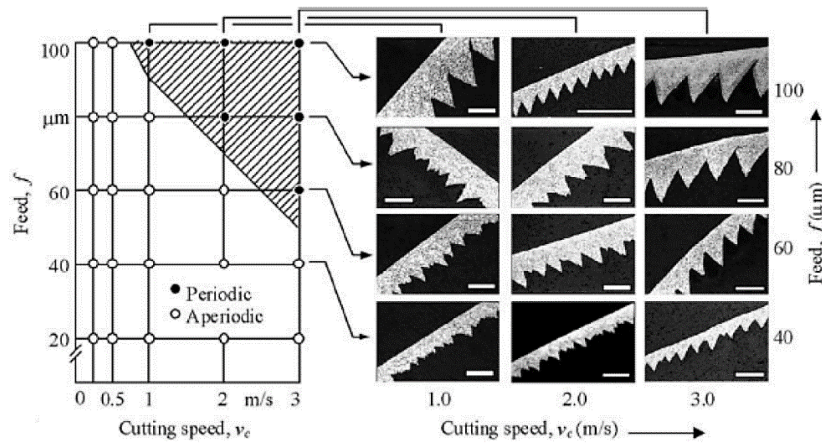 100
µm
60
40
20
Feed, f
Periodic
Aperiodic
0 0.5 1 m/s 2 3
Cutting speed, vc
100
80
60
40
Feed, f (µm)
1.0 2.0 3.0
Cutting speed, vc (m/s)